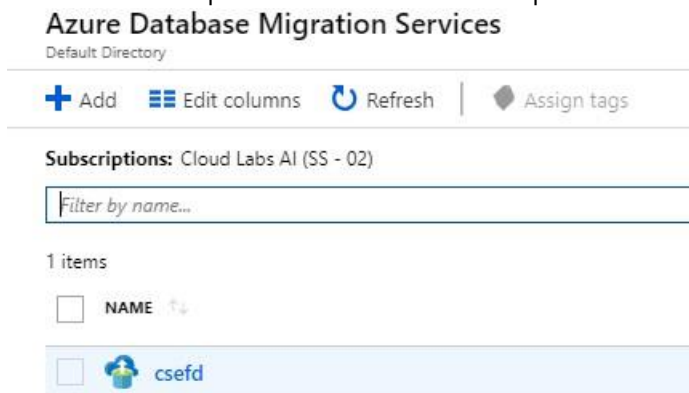 Azure Database Migration Services
Default Directory
Add Edit columns Refresh Assign tags
Subscriptions: Cloud Labs AI (SS - 02)
Filter by name...
1 items
NAME
csefd